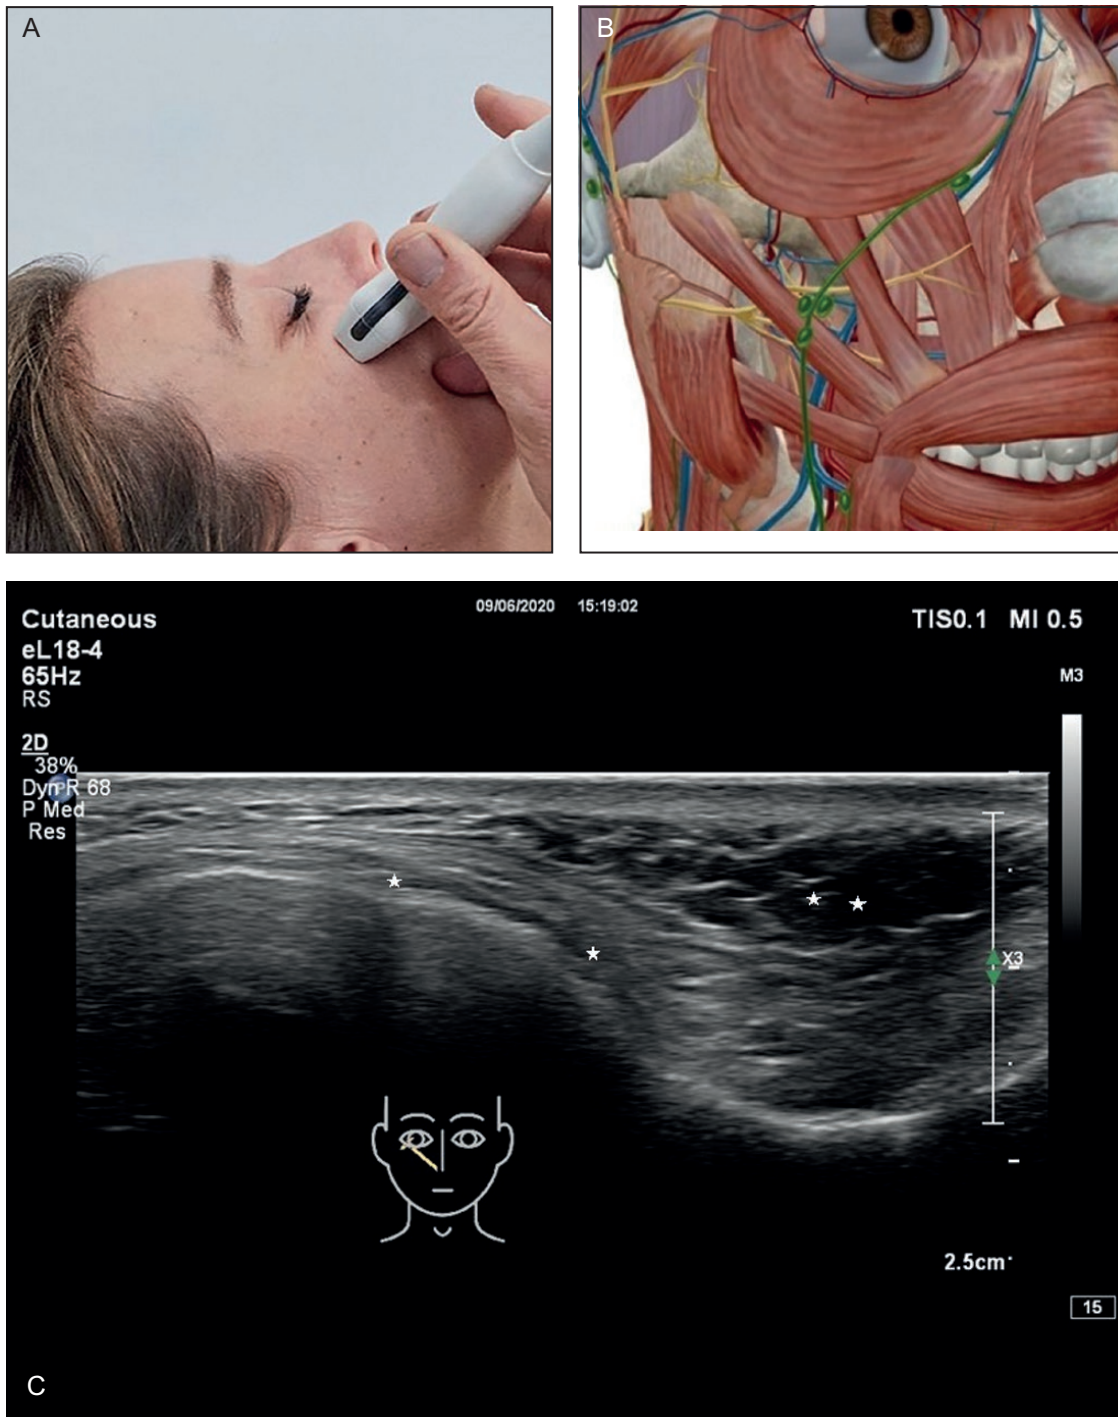 A
B
Cutaneous
09/06/2020 15:19:02
TIS0.1 MI 0.5
eL18-4
65Hz
RS
M3
2D
38%
Dyn R 68
P Med
Res
X3
2.5cm
15
C